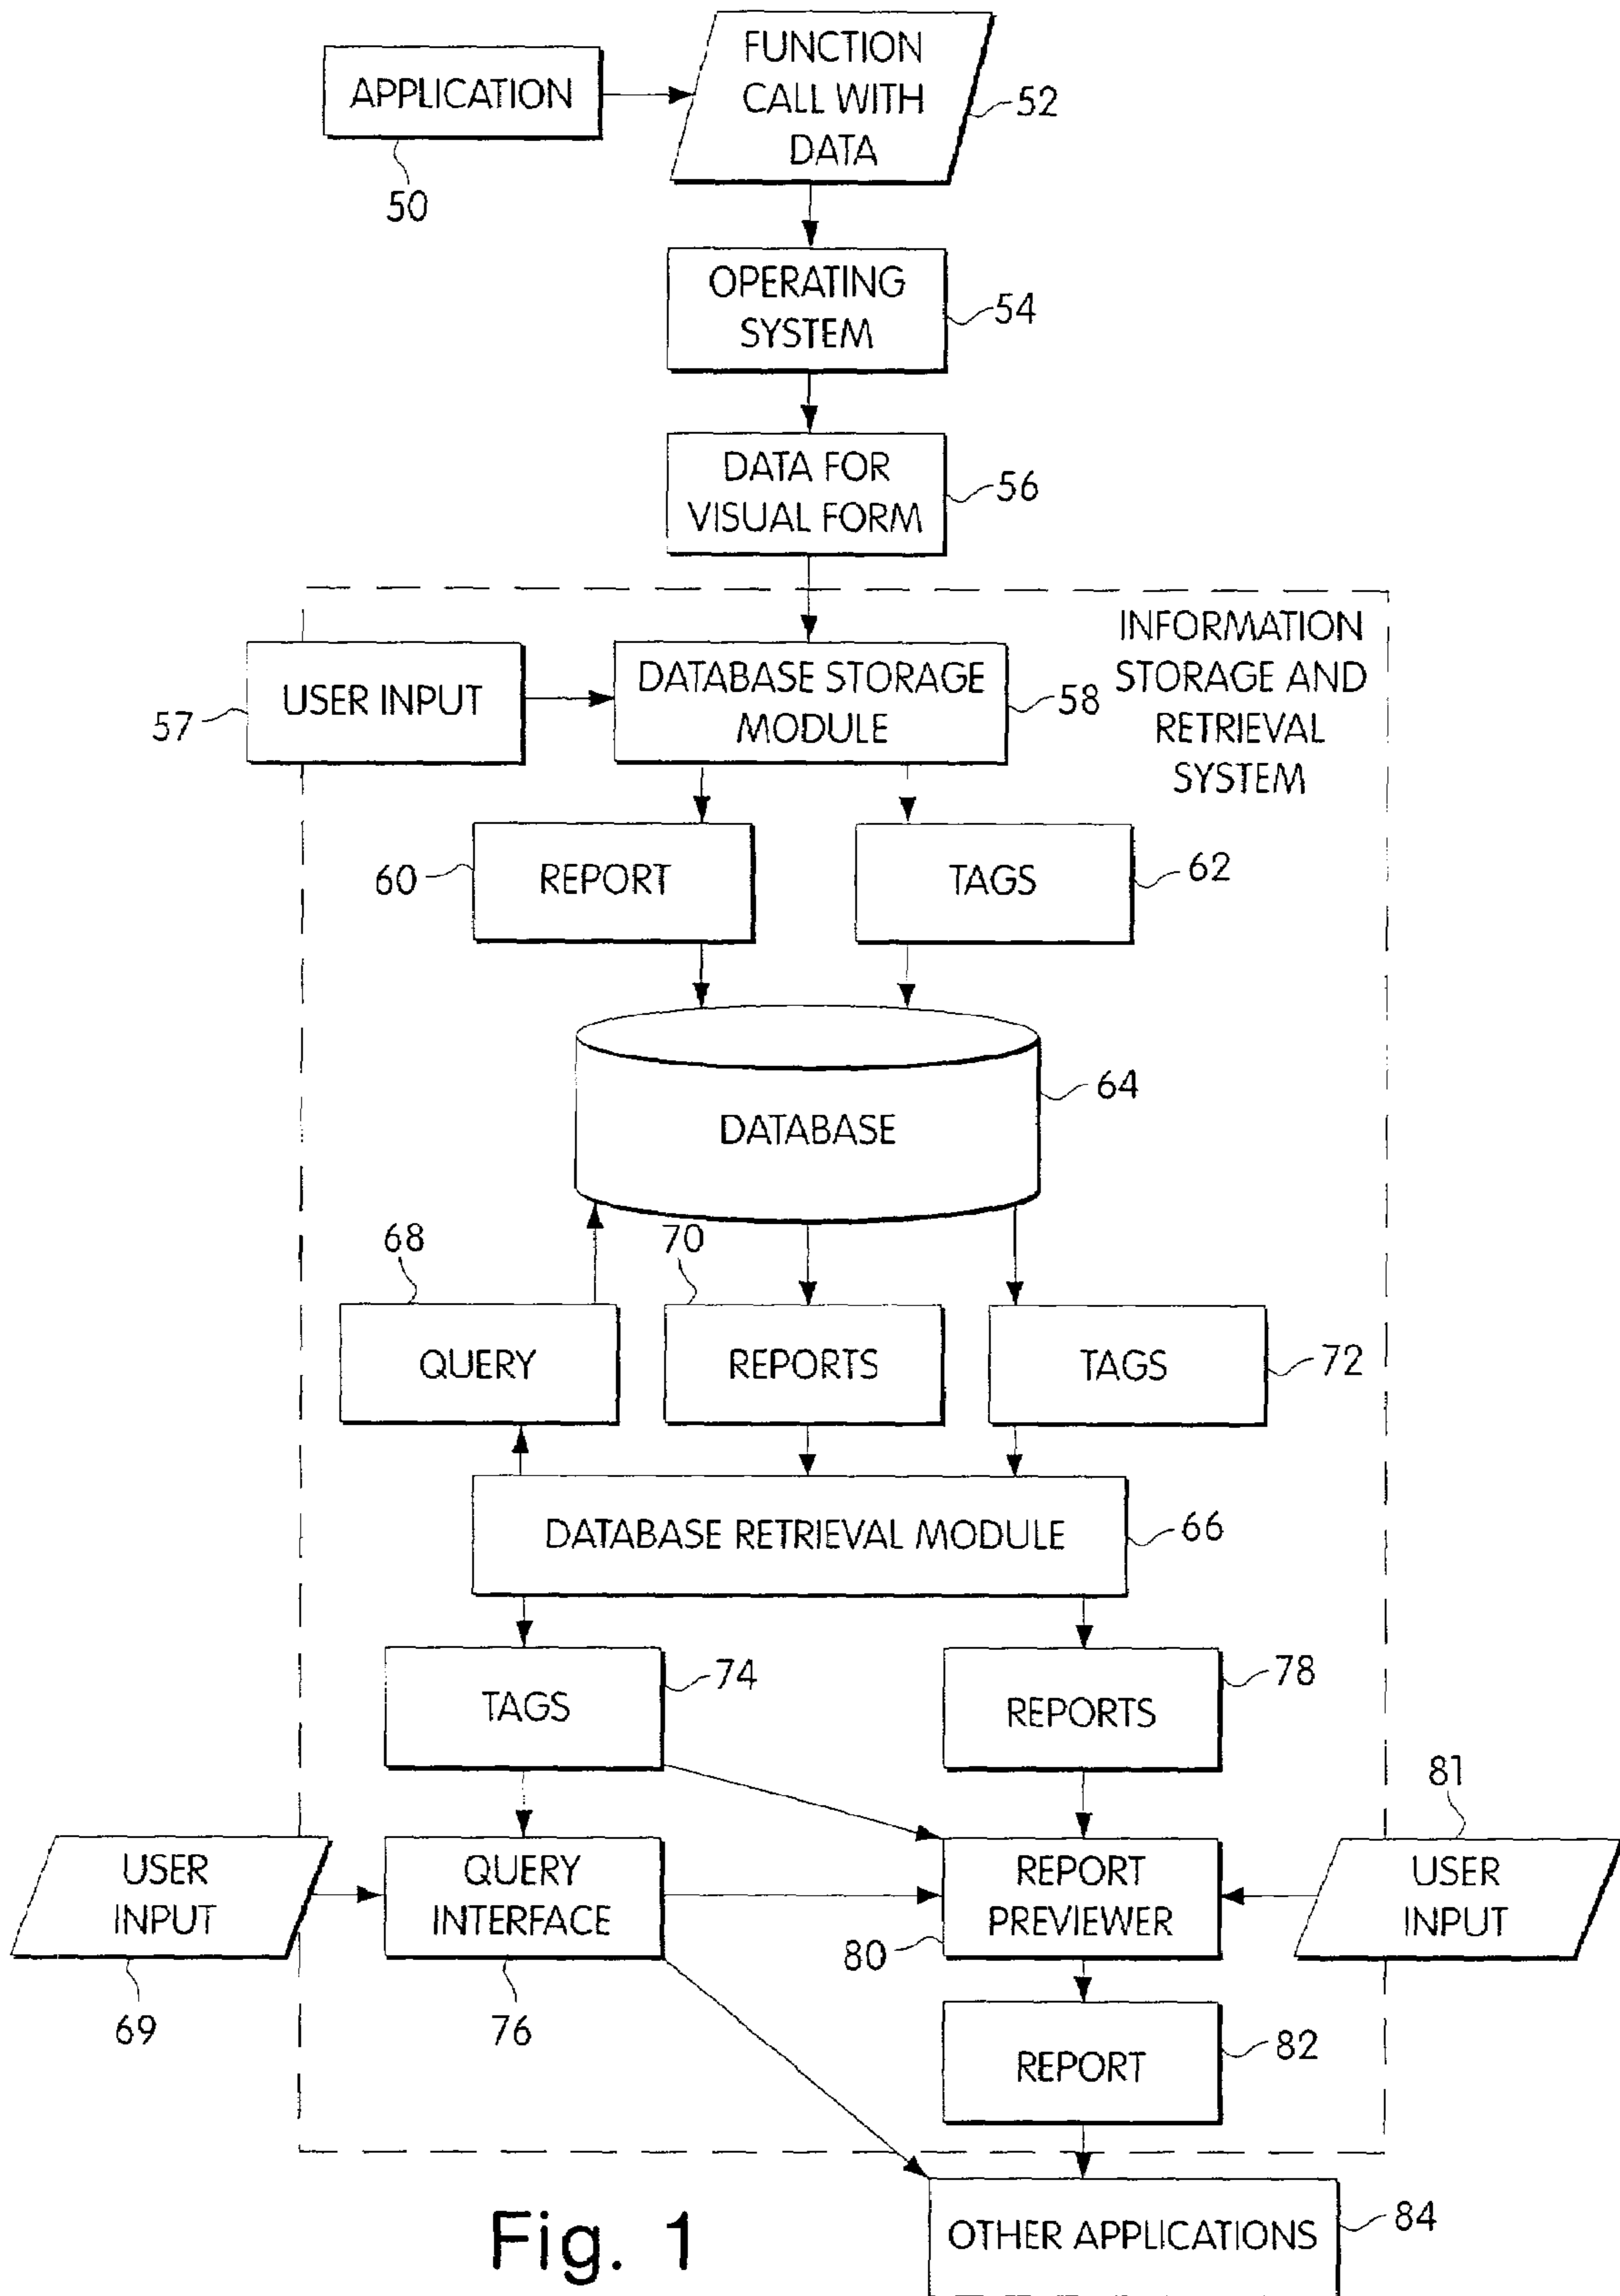 FUNCTION
CALL WITH
DATA
52
APPLICATION
50
OPERATING
SYSTEM
54
DATA FOR
VISUAL FORM
56
INFORMATION
STORAGE AND
RETRIEVAL
SYSTEM
USER INPUT
57
DATABASE STORAGE
MODULE
58
60
REPORT
TAGS
62
DATABASE
64
68
70
QUERY
REPORTS
TAGS
72
DATABASE RETRIEVAL MODULE
66
TAGS
74
REPORTS
78
81
USER
INPUT
69
QUERY
INTERFACE
76
REPORT
PREVIEWER
80
USER
INPUT
REPORT
82
OTHER APPLICATIONS
84
Fig. 1